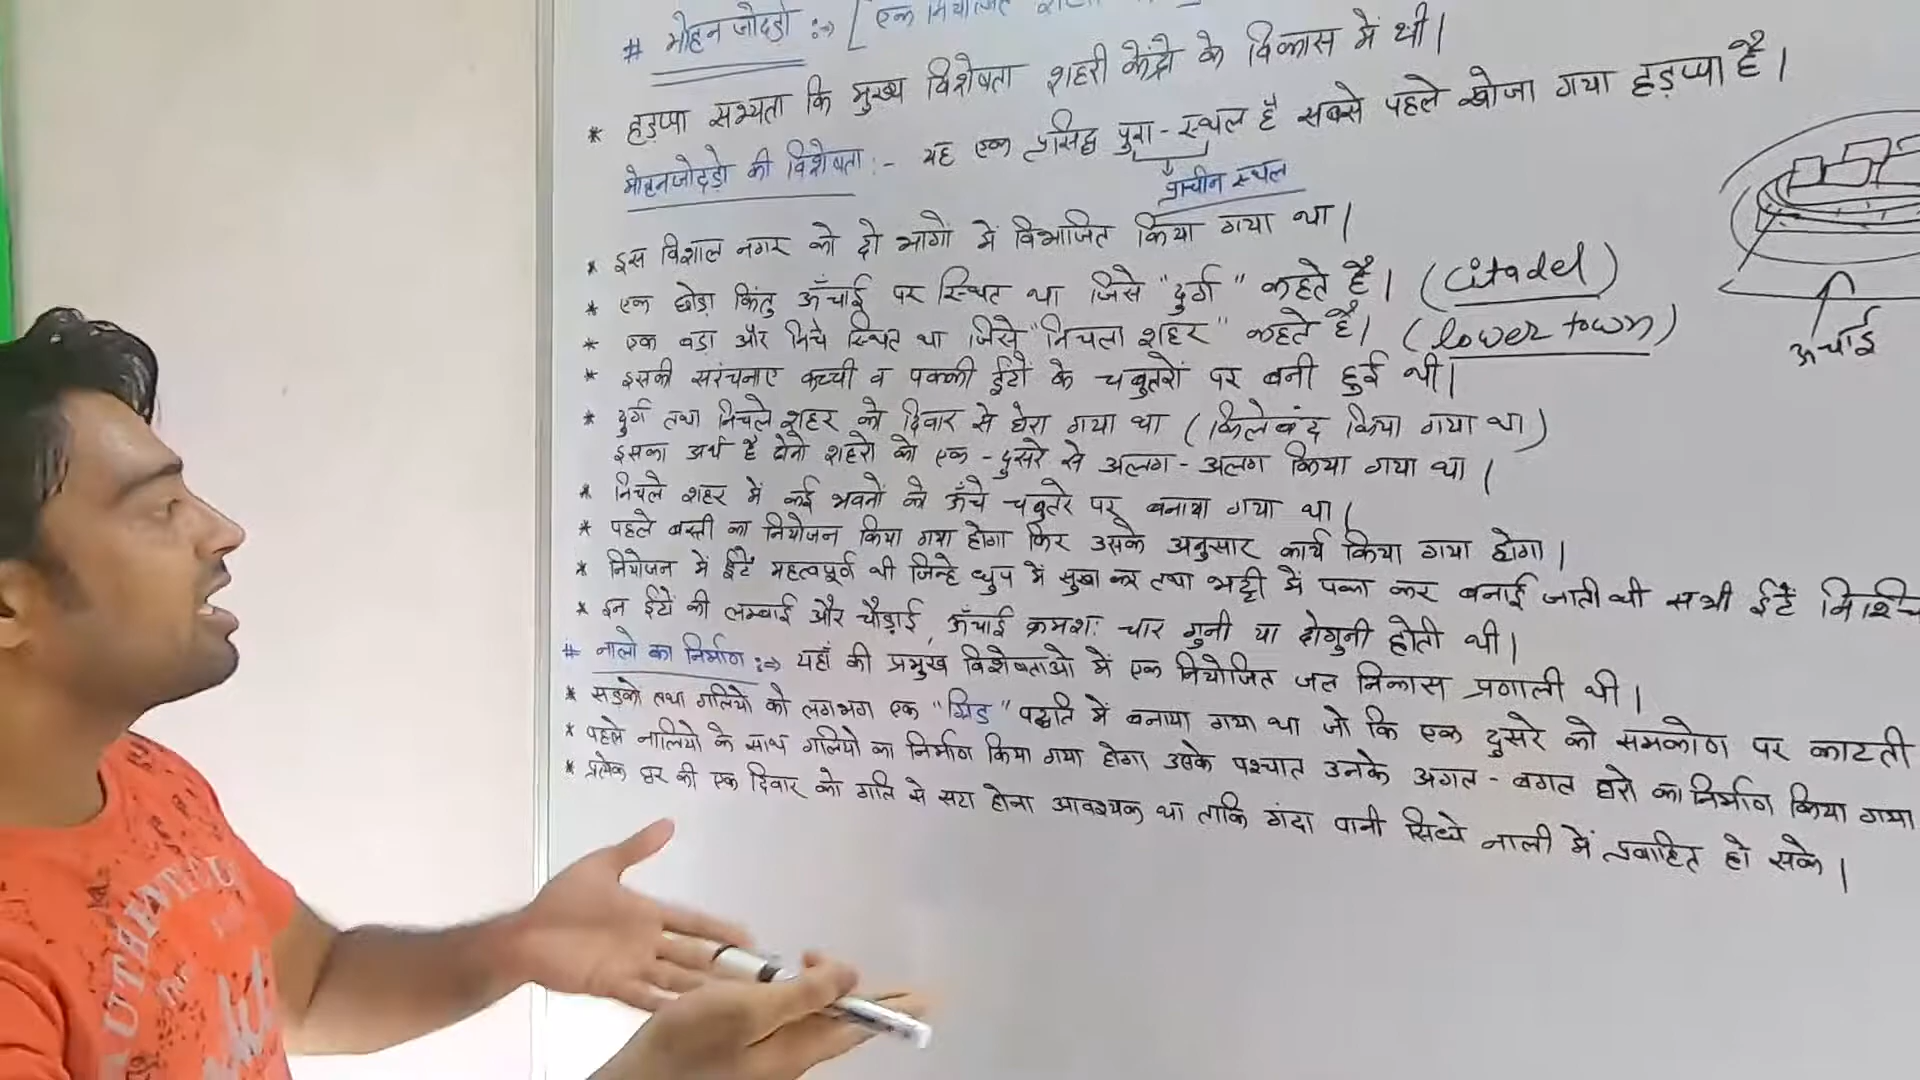 # मोहनजोदड़ो :→ [ एक नियोजित
* हड़प्पा सभ्यता कि मुख्य विशेषता शहरी केंद्रो के विकास में थी।
मोहनजोदड़ो की विशेषता :- यह एक प्रसिद्ध पुरा-स्थल है सबसे पहले खोजा गया हड़प्पा है।
प्राचीन स्थल
* इस विशाल नगर को दो भागों में विभाजित किया गया था।
* एक छोड़ा किंतु ऊँचाई पर स्थित था जिसे "दुर्ग" कहते है। (Citadel)
* एक बड़ा और निचे स्थित था जिसे "निचला शहर" कहते है। (lower town)
ऊचाई
* इसकी सरंचनाए कच्ची व पक्की ईंटों के चबुतरों पर बनी हुई थी।
* दुर्ग तथा निचले शहर को दिवार से घेरा गया था (किलेबंद किया गया था)
इसका अर्थ है दोनो शहरो को एक-दुसरे से अलग-अलग किया गया था।
* निचले शहर में कई भवनों को ऊँचे चबुतरे पर बनाया गया था।
* पहले बस्ती का नियोजन किया गया होगा फिर उसके अनुसार कार्य किया गया होगा।
* नियोजन में ईंटें महत्वपूर्ण थी जिन्हे धुप में सुखा कर तथा भट्टी में पका कर बनाई जाती थी सभी ईंटें
* इन ईंटों की लम्बाई और चौड़ाई, ऊँचाई क्रमश: चार गुनी या दोगुनी होती थी।
# नालो का निर्माण :→ यहाँ की प्रमुख विशेषताओ में एक नियोजित जल निकास प्रणाली थी।
* सड़को तथा गलियो को लगभग एक "ग्रिड" पद्धति में बनाया गया था जो कि एक दुसरे को समकोण पर काटती
* पहले नालियो के साथ गलियो का निर्माण किया गया होगा उसके पश्चात उनके अगल-बगल घरो का निर्माण किया गया
* प्रत्येक घर की एक दिवार को गलि से सटा होना आवश्यक था ताकि गंदा पानी सिधे नाली में प्रवाहित हो सके।
AUTHENTIC